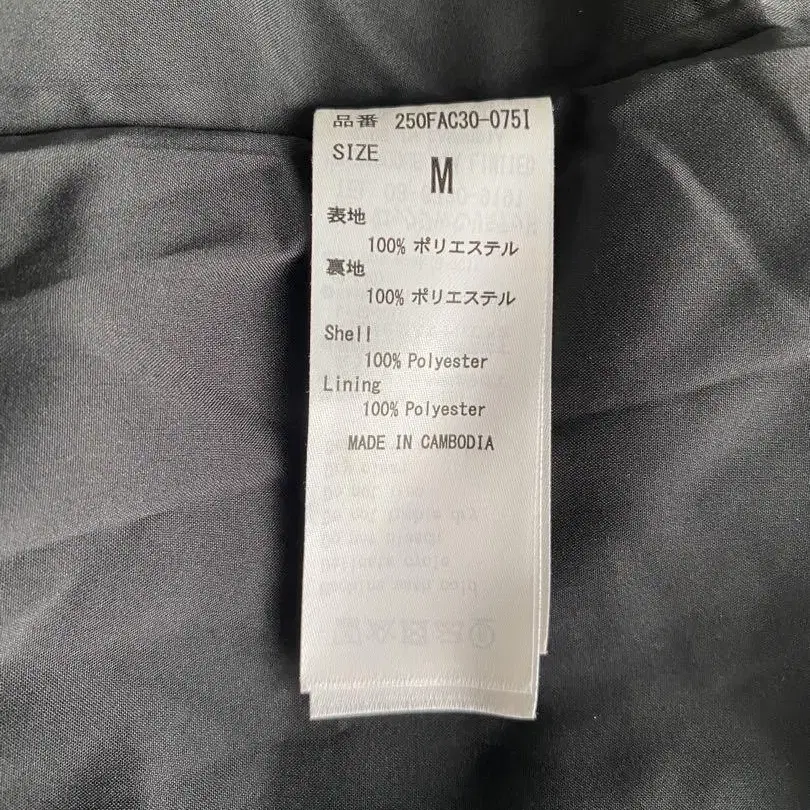 品番 250FAC30-075I
SIZE
M
表地
100% ポリエステル
裏地
100% ポリエステル
Shell
100% Polyester
Lining
100% Polyester
MADE IN CAMBODIA